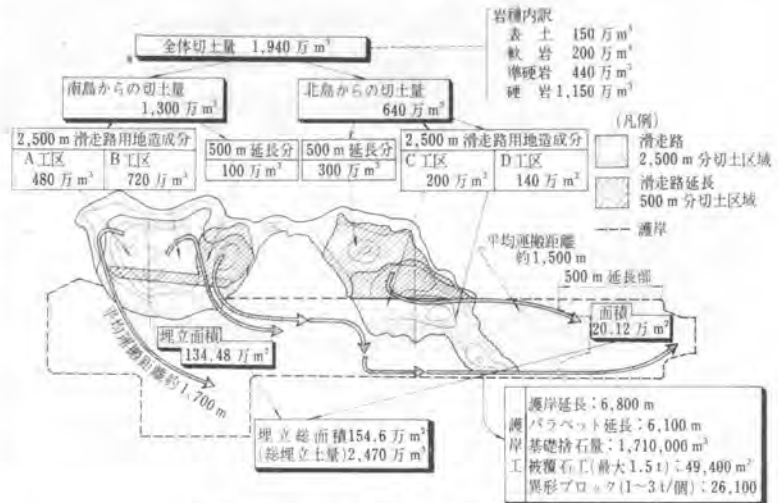 全体切土量 1,940 万 m³
岩種内訳
表土 150 万 m³
軟岩 200 万 m³
準硬岩 440 万 m³
硬岩 1,150 万 m³
南島からの切土量
1,300 万 m³
北島からの切土量
640 万 m³
2,500 m 滑走路用地造成分
A 工区 B 工区
480 万 m³ 720 万 m³
500 m 延長分
100 万 m³
500 m 延長分
300 万 m³
2,500 m 滑走路用地造成分
C 工区 D 工区
200 万 m³ 140 万 m³
(凡例)
滑走路
2,500 m 分切土区域
滑走路延長
500 m 分切土区域
護岸
平均運搬距離
約1,500 m
500 m 延長部
面積
20.12 万 m²
埋立面積
134.48 万 m²
平均運搬距離約1,700 m
埋立総面積154.6 万 m²
(総埋立土量)2,470 万 m³
護岸工
護岸延長:6,800 m
パラペット延長:6,100 m
基礎捨石量:1,710,000 m³
被覆石工(最大 1.5 t):49,400 m²
異形ブロック(1~3 t/個):26,100